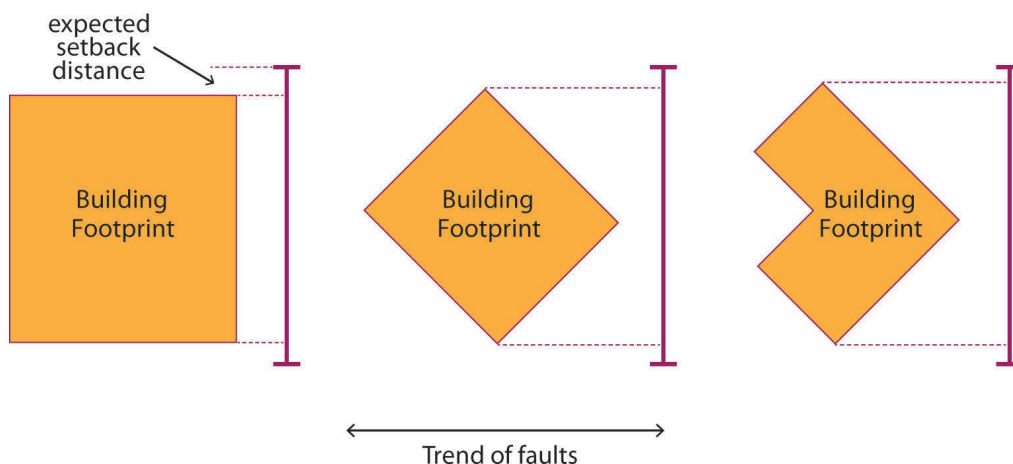 expected
setback
distance
Building
Footprint
Building
Footprint
Building
Footprint
Trend of faults